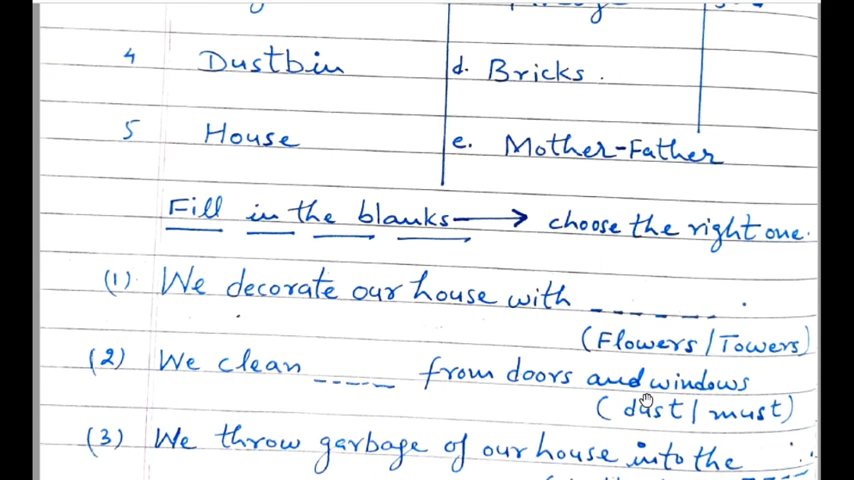 4 Dustbin d. Bricks .
5 House e. Mother-Father
Fill in the blanks → choose the right one.
(1) We decorate our house with ------ .
(Flowers/Towers)
(2) We clean ---- from doors and windows
(dust/must)
(3) We throw garbage of our house into the ----